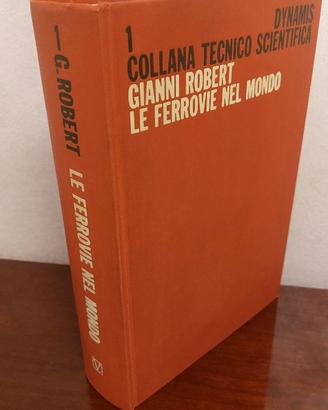 DYNAMIS
1
COLLANA TECNICO SCIENTIFICA
GIANNI ROBERT
LE FERROVIE NEL MONDO
1-G. ROBERT
LE FERROVIE NEL MONDO
V